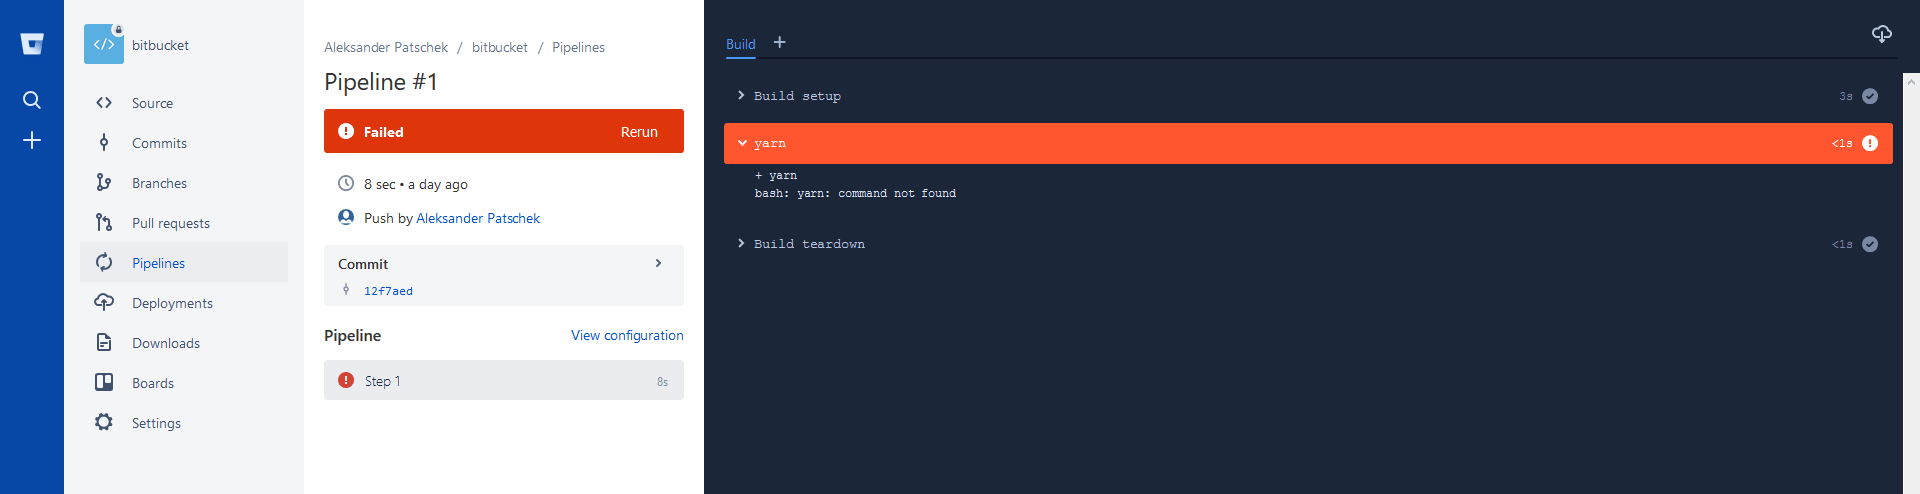 </>
bitbucket
Source
Commits
Branches
Pull requests
Pipelines
Deployments
Downloads
Boards
Settings
Aleksander Patschek / bitbucket / Pipelines
Pipeline #1
Failed Rerun
8 sec • a day ago
Push by Aleksander Patschek
Commit
12f7aed
Pipeline View configuration
Step 1 8s
Build +
Build setup 3s
yarn <1s
+ yarn
bash: yarn: command not found
Build teardown <1s